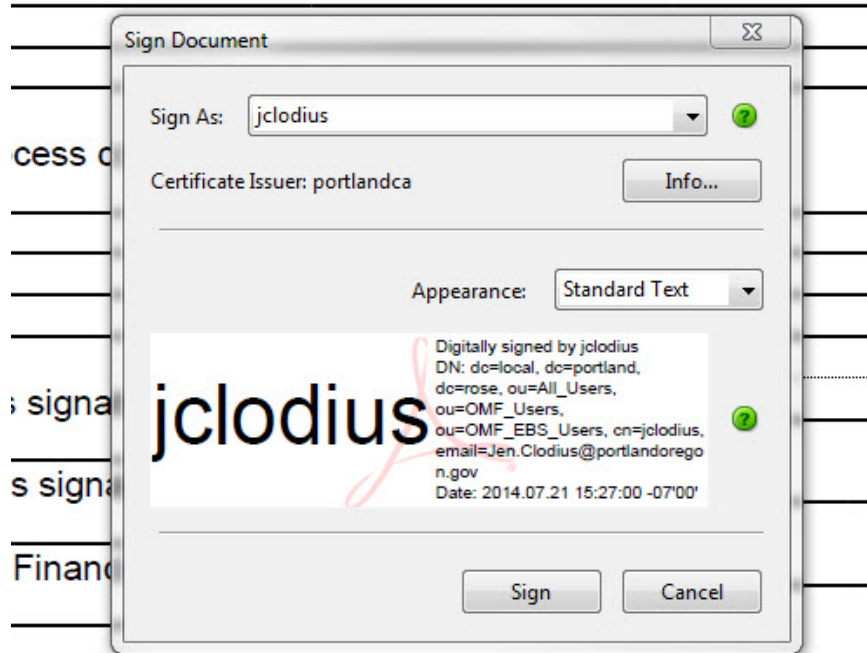 Sign Document
Sign As: jclodius
cess
Certificate Issuer: portlandca Info...
Appearance: Standard Text
jclodius
Digitally signed by jclodius
DN: dc=local, dc=portland,
dc=rose, ou=All_Users,
ou=OMF_Users,
ou=OMF_EBS_Users, cn=jclodius,
email=Jen.Clodius@portlandorego
n.gov
Date: 2014.07.21 15:27:00 -07'00'
signa
s signa
Financ
Sign Cancel